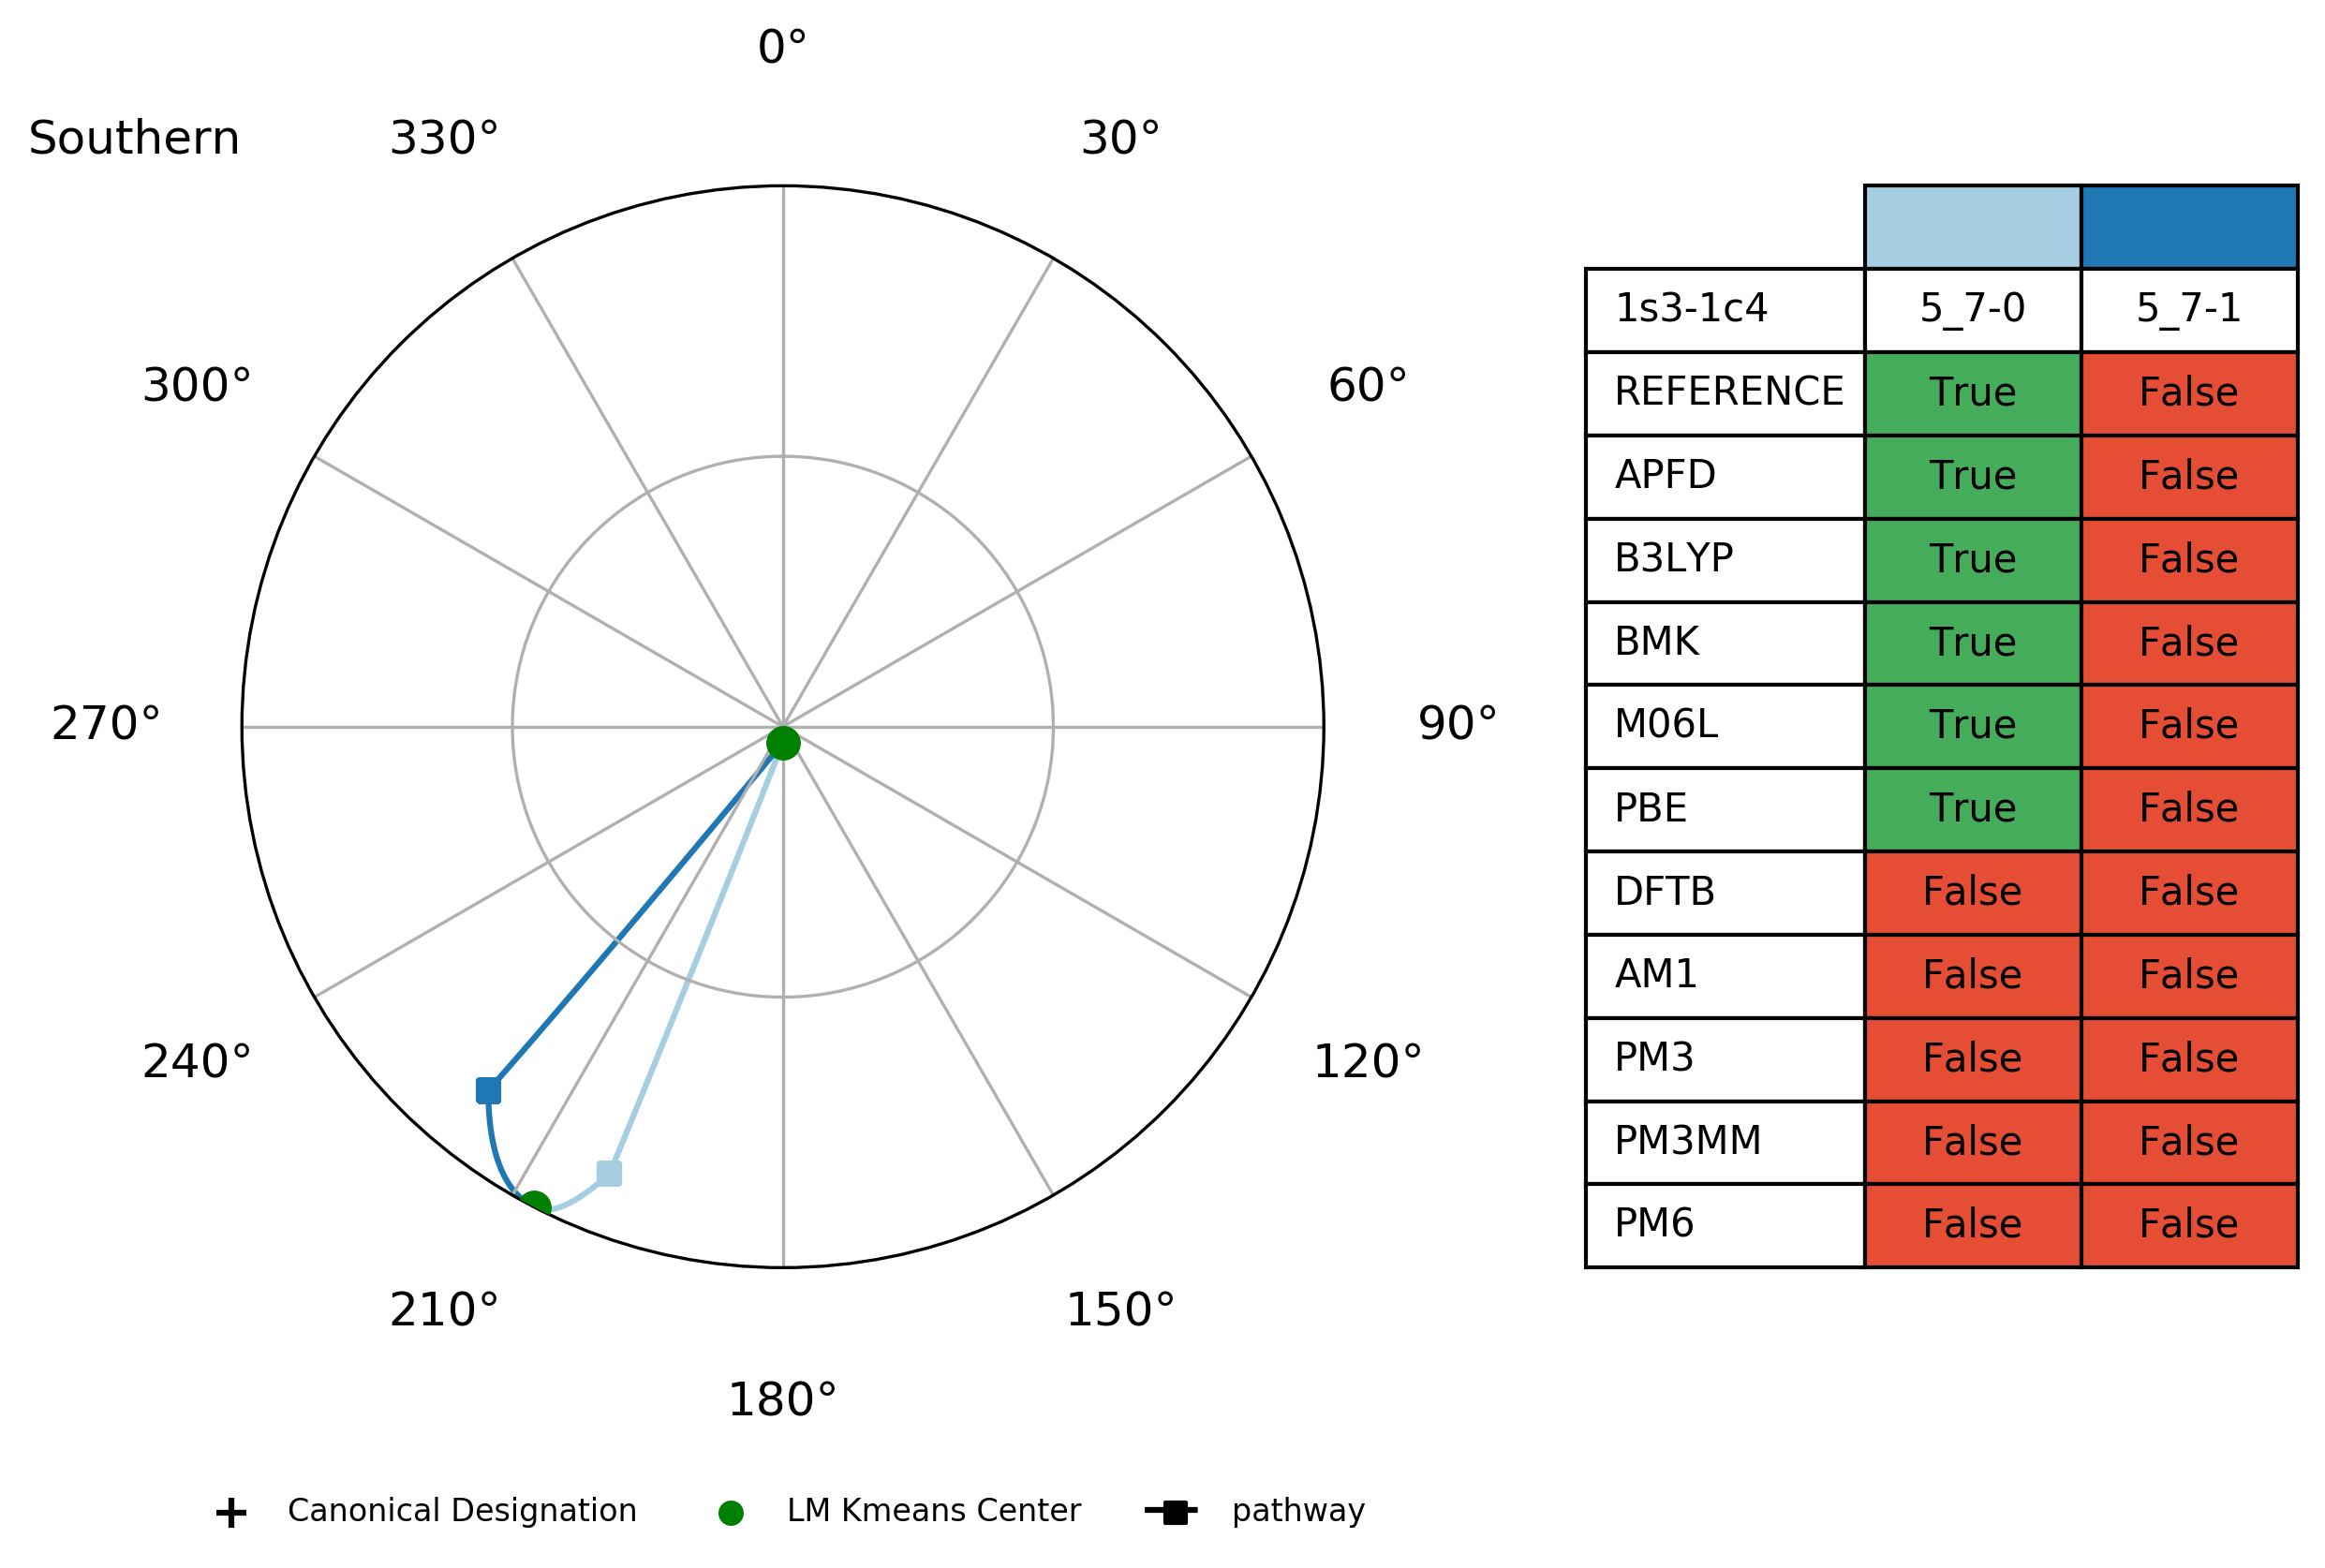 0°
Southern
330°
30°
300°
60°
270°
90°
240°
120°
210°
150°
180°
1s3-1c4 5_7-0 5_7-1
REFERENCE True False
APFD True False
B3LYP True False
BMK True False
M06L True False
PBE True False
DFTB False False
AM1 False False
PM3 False False
PM3MM False False
PM6 False False
Canonical Designation LM Kmeans Center pathway